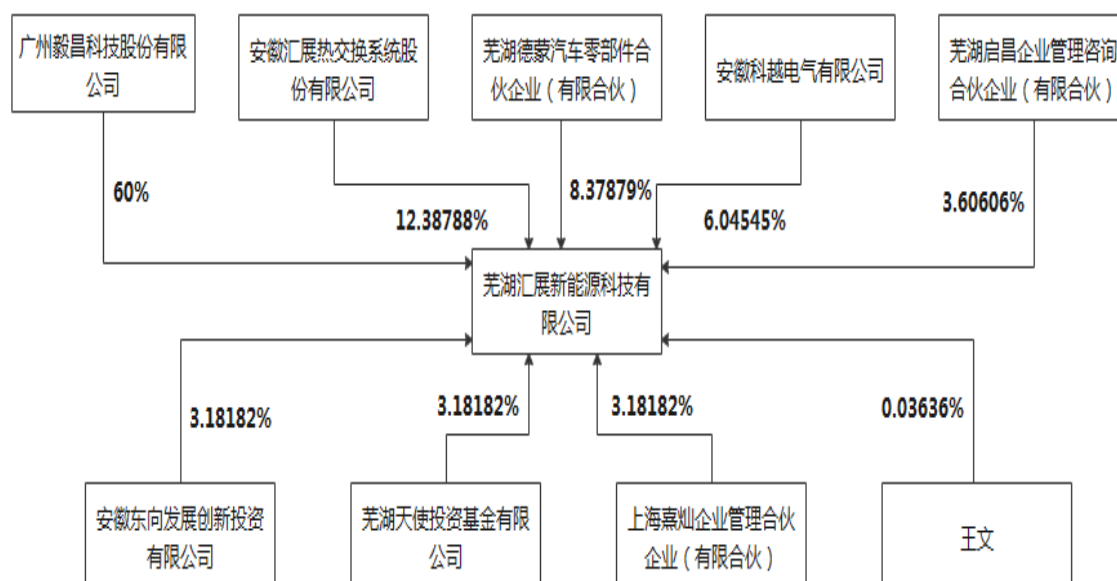 广州毅昌科技股份有限
公司
安徽汇展热交换系统股
份有限公司
芜湖德蒙汽车零部件合
伙企业（有限合伙）
安徽科越电气有限公司
芜湖启昌企业管理咨询
合伙企业（有限合伙）
60%
12.38788%
8.37879%
6.04545%
3.60606%
芜湖汇展新能源科技有
限公司
3.18182%
3.18182%
3.18182%
0.03636%
安徽东向发展创新投资
有限公司
芜湖天使投资基金有限
公司
上海熹灿企业管理合伙
企业（有限合伙）
王文